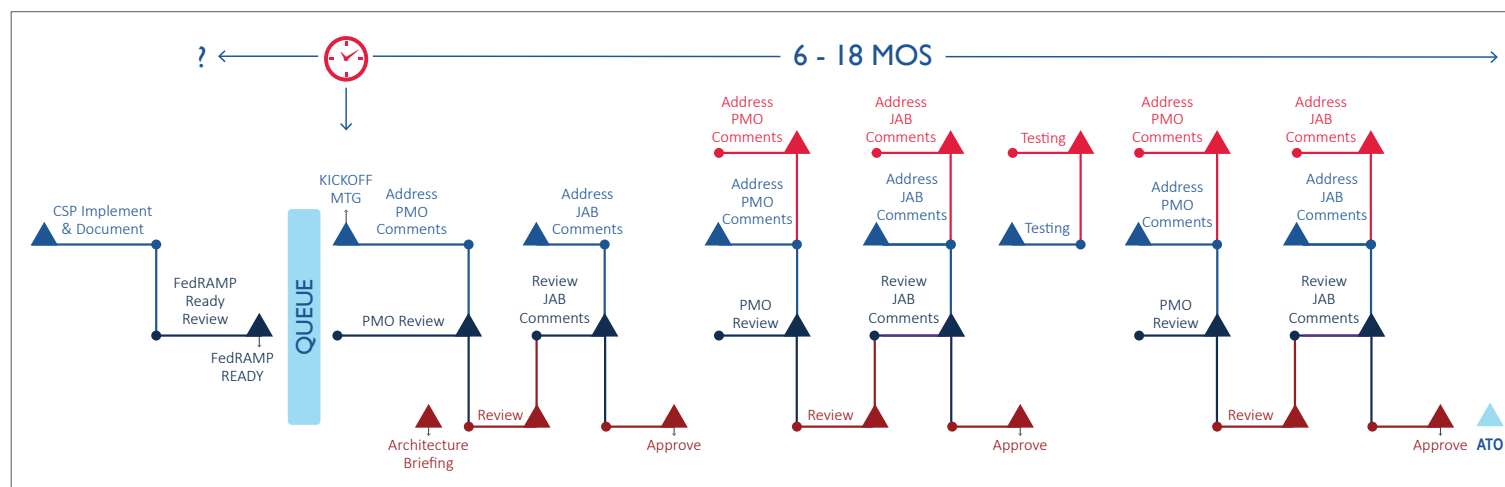 ?
6 - 18 MOS
CSP Implement
& Document
FedRAMP
Ready
Review
FedRAMP
READY
QUEUE
KICKOFF
MTG
Address
PMO
Comments
PMO Review
Architecture
Briefing
Review
Address
JAB
Comments
Review
JAB
Comments
Approve
Address
PMO
Comments
Address
PMO
Comments
PMO
Review
Review
Address
JAB
Comments
Address
JAB
Comments
Review
JAB
Comments
Approve
Testing
Testing
Address
PMO
Comments
Address
PMO
Comments
PMO
Review
Review
Address
JAB
Comments
Address
JAB
Comments
Review
JAB
Comments
Approve
ATO